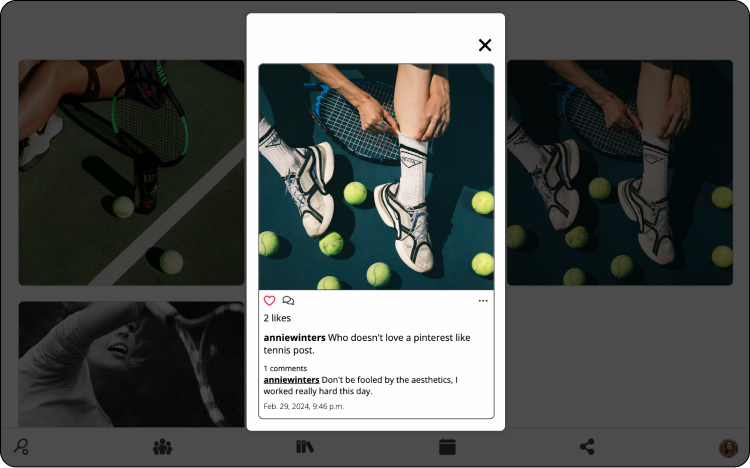 2 likes
anniewinters Who doesn't love a pinterest like
tennis post.
1 comments
anniewinters Don't be fooled by the aesthetics, I
worked really hard this day.
Feb. 29, 2024, 9:46 p.m.